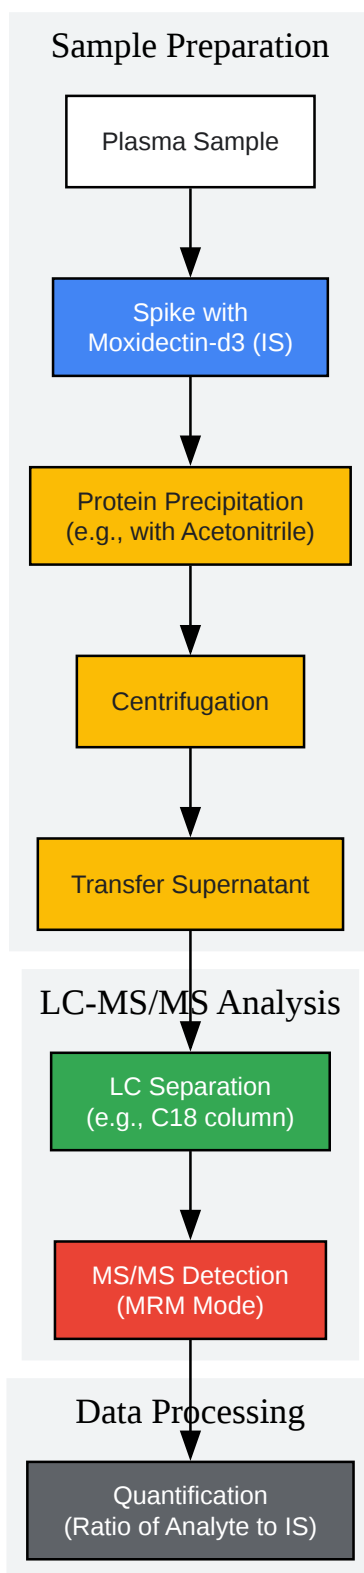 Sample Preparation
Plasma Sample
Spike with
Moxidectin-d3 (IS)
Protein Precipitation
(e.g., with Acetonitrile)
Centrifugation
Transfer Supernatant
LC-MS/MS Analysis
LC Separation
(e.g., C18 column)
MS/MS Detection
(MRM Mode)
Data Processing
Quantification
(Ratio of Analyte to IS)